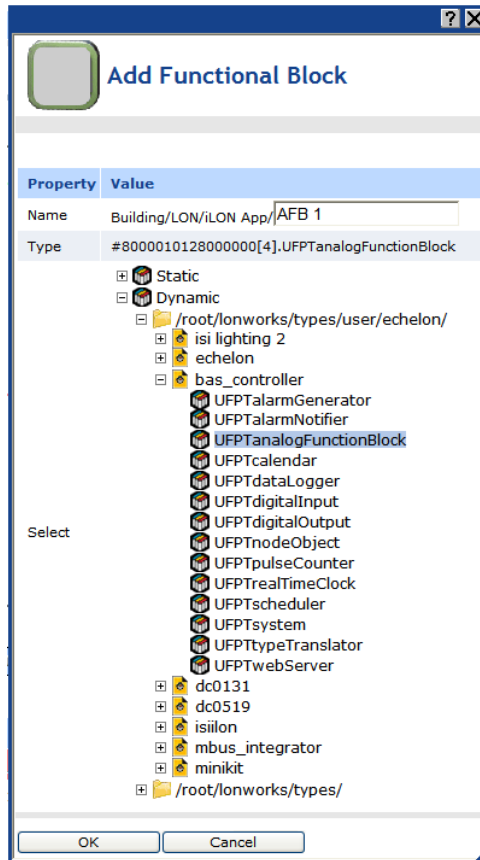 Add Functional Block
Property Value
Name Building/LON/iLON App/AFB 1
Type #8000010128000000[4].UFPTanalogFunctionBlock
Static
Dynamic
/root/lonworks/types/user/echelon/
isi lighting 2
echelon
bas_controller
UFPTalarmGenerator
UFPTalarmNotifier
UFPTanalogFunctionBlock
UFPTcalendar
UFPTdataLogger
UFPTdigitalInput
Select
UFPTdigitalOutput
UFPTnodeObject
UFPTpulseCounter
UFPTrealTimeClock
UFPTscheduler
UFPTsystem
UFPTtypeTranslator
UFPTwebServer
dc0131
dc0519
isiilon
mbus_integrator
minikit
/root/lonworks/types/
OK Cancel